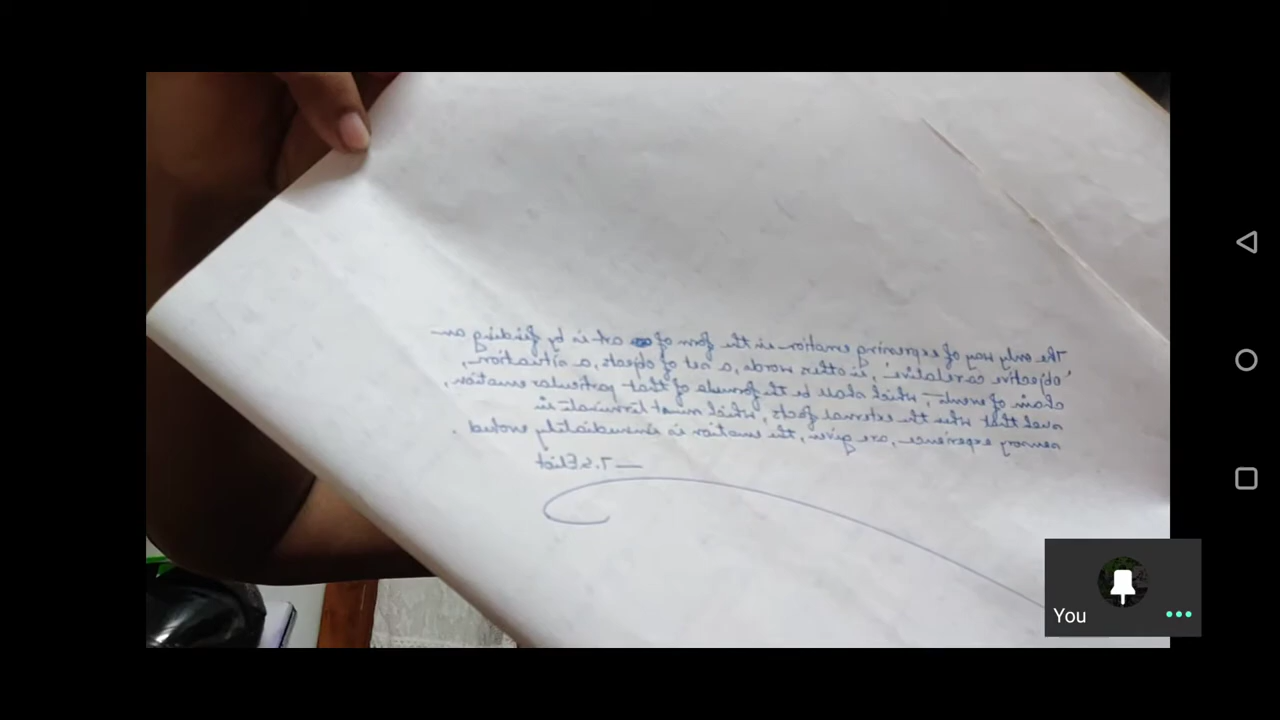 The only way of expressing emotion in the form of art is by finding an
'objective correlative', in other words, a set of objects, a situation,
chain of events, which shall be the formula of that particular emotion,
such that when the external facts, which must terminate in
sensory experience, are given, the emotion is immediately evoked.
— T.S. Eliot
You